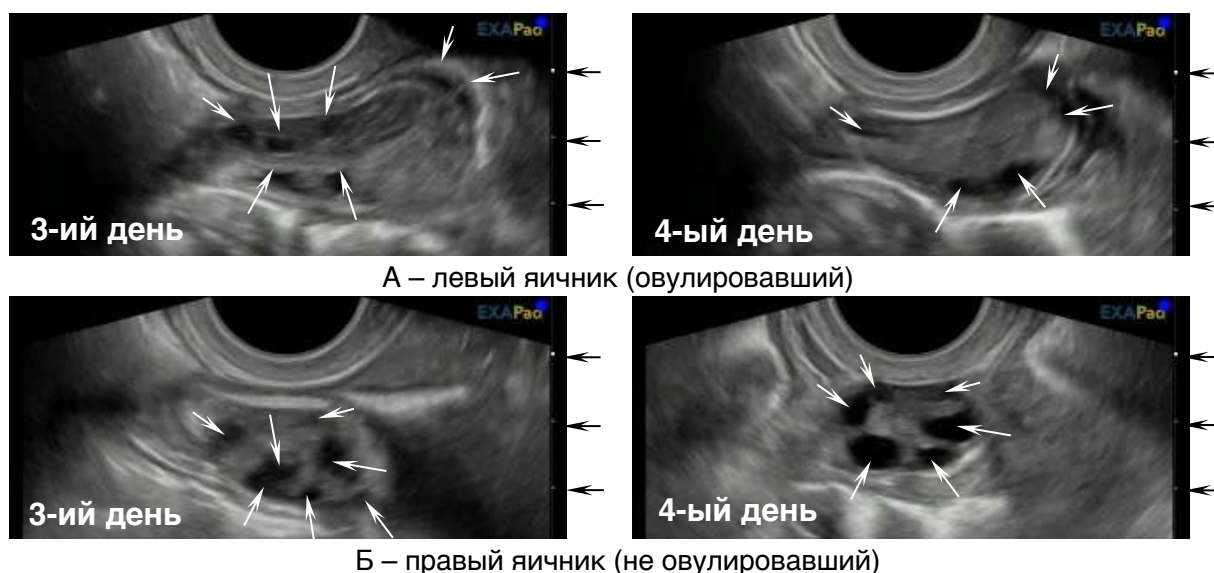 EXAPad EXAPad
3-ий день 4-ый день
А – левый яичник (овулировавший)
EXAPad EXAPad
3-ий день 4-ый день
Б – правый яичник (не овулировавший)